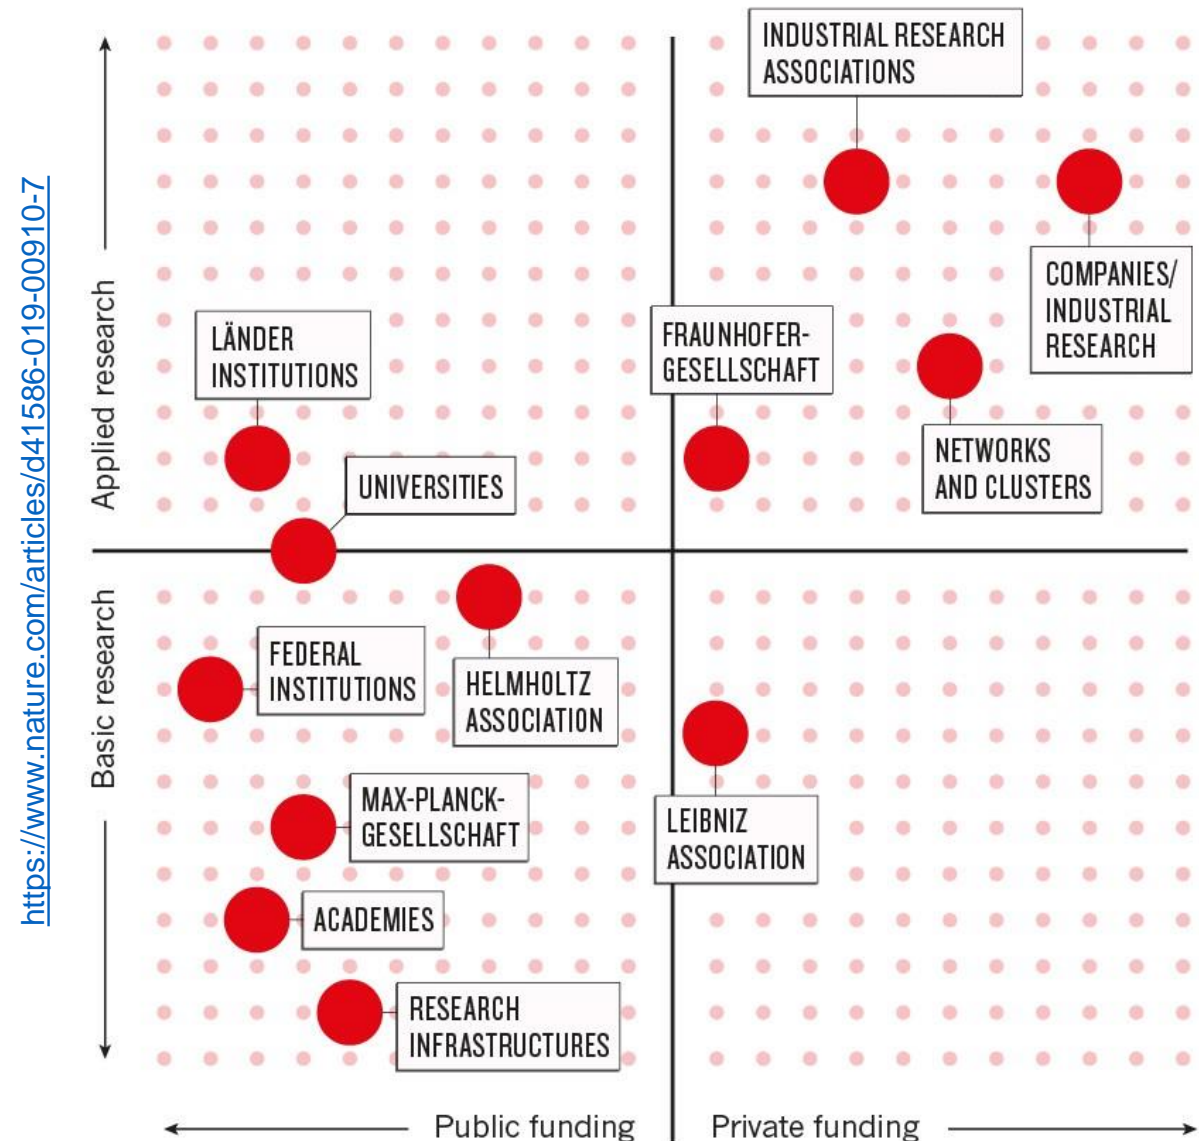 https://www.nature.com/articles/d41586-019-00910-7
Applied research
Basic research
INDUSTRIAL RESEARCH
ASSOCIATIONS
COMPANIES/
INDUSTRIAL
RESEARCH
LÄNDER
INSTITUTIONS
FRAUNHOFER-
GESELLSCHAFT
NETWORKS
AND CLUSTERS
UNIVERSITIES
FEDERAL
INSTITUTIONS
HELMHOLTZ
ASSOCIATION
MAX-PLANCK-
GESELLSCHAFT
LEIBNIZ
ASSOCIATION
ACADEMIES
RESEARCH
INFRASTRUCTURES
Public funding
Private funding